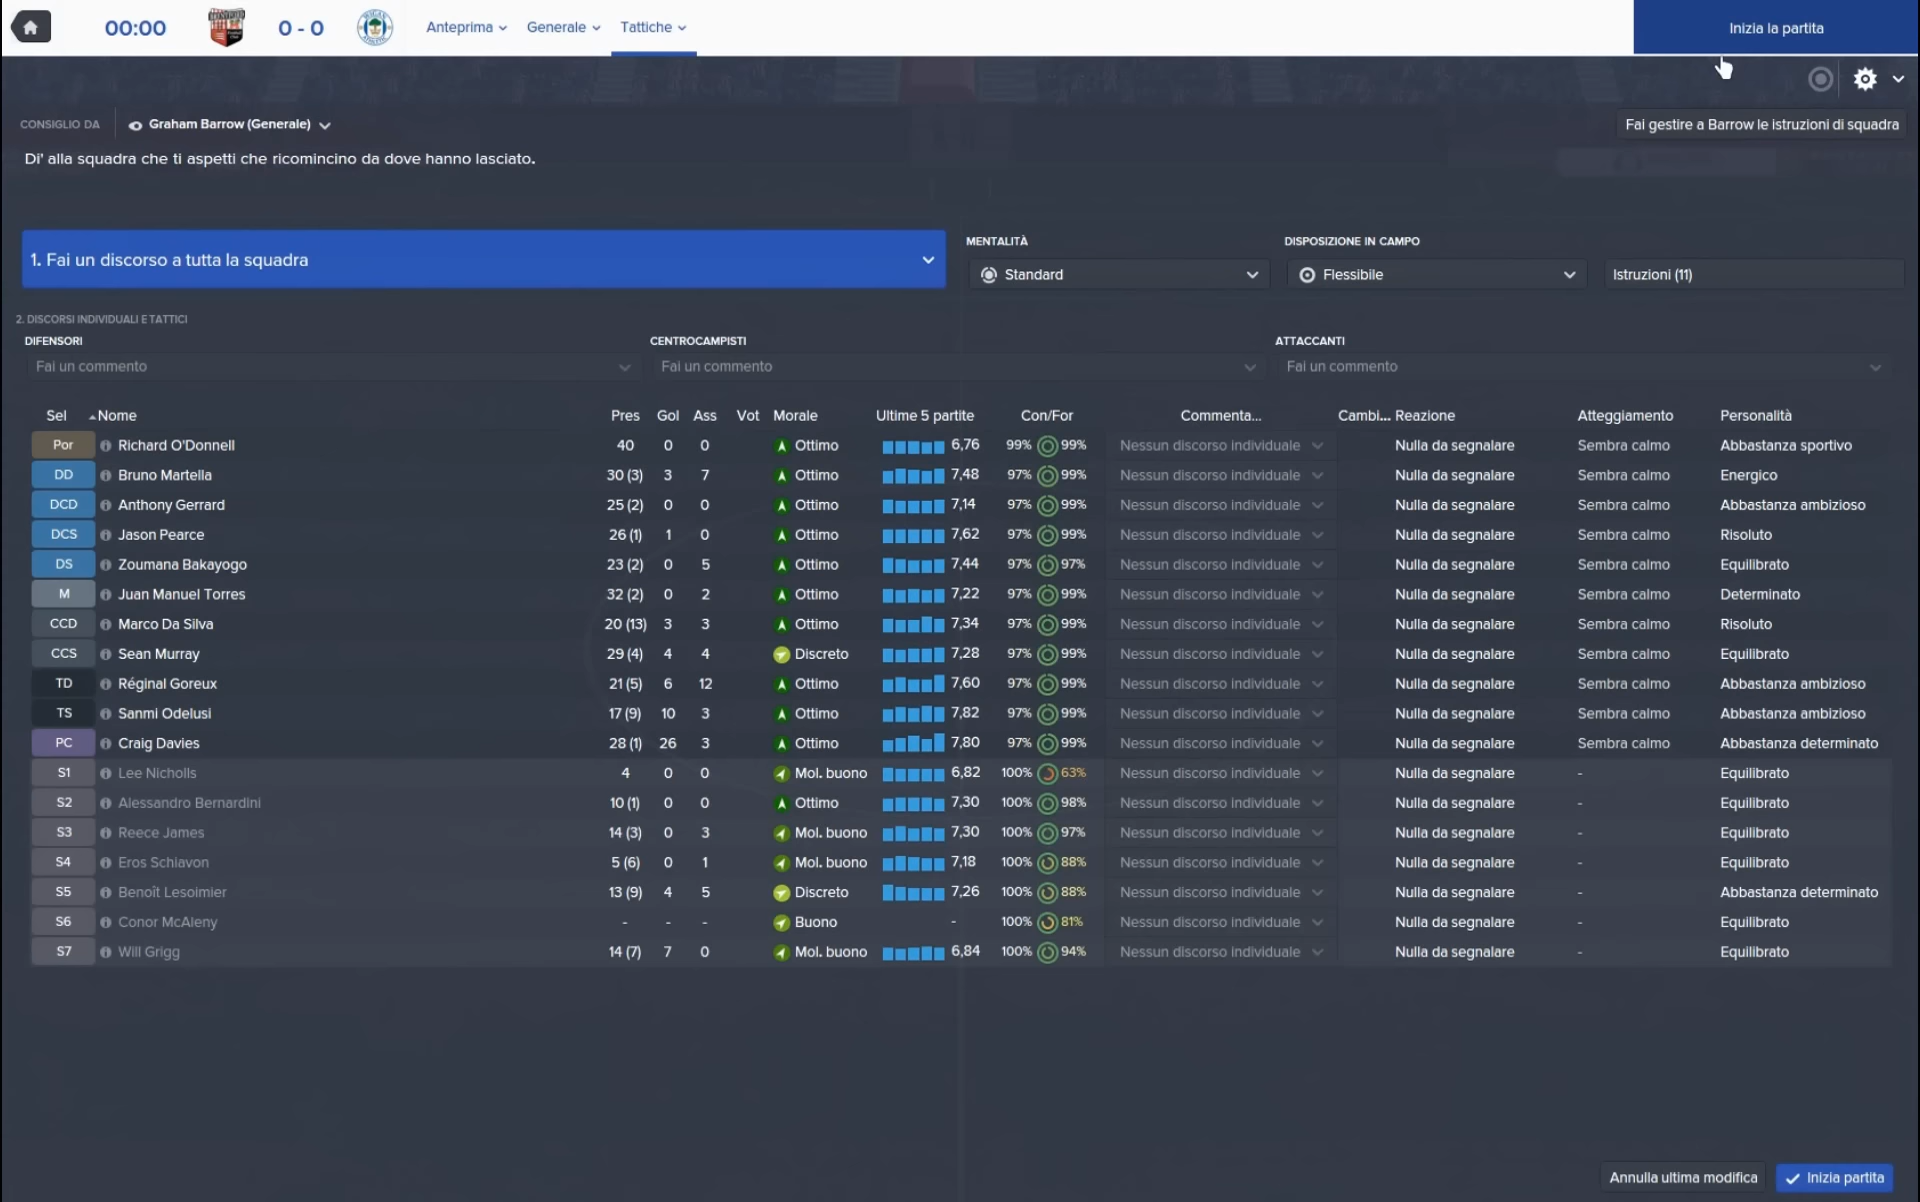 00:00 0 - 0 Anteprima Generale Tattiche Inizia la partita
CONSIGLIO DA Graham Barrow (Generale) Fai gestire a Barrow le istruzioni di squadra
Di' alla squadra che ti aspetti che ricomincino da dove hanno lasciato.
MENTALITÀ DISPOSIZIONE IN CAMPO
1. Fai un discorso a tutta la squadra Standard Flessibile Istruzioni (11)
2. DISCORSI INDIVIDUALI E TATTICI
DIFENSORI CENTROCAMPISTI ATTACCANTI
Fai un commento Fai un commento Fai un commento
Sel Nome Pres Gol Ass Vot Morale Ultime 5 partite Con/For Commenta... Cambi... Reazione Atteggiamento Personalità
Por Richard O'Donnell 40 0 0 Ottimo 6,76 99% 99% Nessun discorso individuale Nulla da segnalare Sembra calmo Abbastanza sportivo
DD Bruno Martella 30 (3) 3 7 Ottimo 7,48 97% 99% Nessun discorso individuale Nulla da segnalare Sembra calmo Energico
DCD Anthony Gerrard 25 (2) 0 0 Ottimo 7,14 97% 99% Nessun discorso individuale Nulla da segnalare Sembra calmo Abbastanza ambizioso
DCS Jason Pearce 26 (1) 1 0 Ottimo 7,62 97% 99% Nessun discorso individuale Nulla da segnalare Sembra calmo Risoluto
DS Zoumana Bakayogo 23 (2) 0 5 Ottimo 7,44 97% 97% Nessun discorso individuale Nulla da segnalare Sembra calmo Equilibrato
M Juan Manuel Torres 32 (2) 0 2 Ottimo 7,22 97% 99% Nessun discorso individuale Nulla da segnalare Sembra calmo Determinato
CCD Marco Da Silva 20 (13) 3 3 Ottimo 7,34 97% 99% Nessun discorso individuale Nulla da segnalare Sembra calmo Risoluto
CCS Sean Murray 29 (4) 4 4 Discreto 7,28 97% 99% Nessun discorso individuale Nulla da segnalare Sembra calmo Equilibrato
TD Réginal Goreux 21 (5) 6 12 Ottimo 7,60 97% 99% Nessun discorso individuale Nulla da segnalare Sembra calmo Abbastanza ambizioso
TS Sanmi Odelusi 17 (9) 10 3 Ottimo 7,82 97% 99% Nessun discorso individuale Nulla da segnalare Sembra calmo Abbastanza ambizioso
PC Craig Davies 28 (1) 26 3 Ottimo 7,80 97% 99% Nessun discorso individuale Nulla da segnalare Sembra calmo Abbastanza determinato
S1 Lee Nicholls 4 0 0 Mol. buono 6,82 100% 63% Nessun discorso individuale Nulla da segnalare - Equilibrato
S2 Alessandro Bernardini 10 (1) 0 0 Ottimo 7,30 100% 98% Nessun discorso individuale Nulla da segnalare - Equilibrato
S3 Reece James 14 (3) 0 3 Mol. buono 7,30 100% 97% Nessun discorso individuale Nulla da segnalare - Equilibrato
S4 Eros Schiavon 5 (6) 0 1 Mol. buono 7,18 100% 88% Nessun discorso individuale Nulla da segnalare - Equilibrato
S5 Benoît Lesoimier 13 (9) 4 5 Discreto 7,26 100% 88% Nessun discorso individuale Nulla da segnalare - Abbastanza determinato
S6 Conor McAleny - - - Buono - 100% 81% Nessun discorso individuale Nulla da segnalare - Equilibrato
S7 Will Grigg 14 (7) 7 0 Mol. buono 6,84 100% 94% Nessun discorso individuale Nulla da segnalare - Equilibrato
Annulla ultima modifica Inizia partita